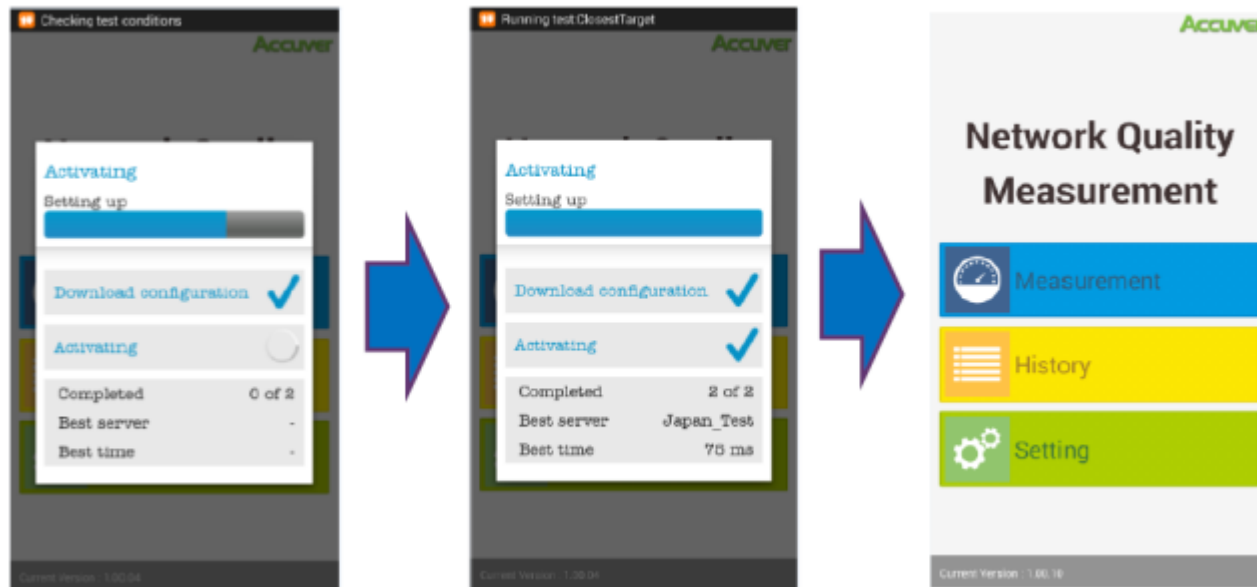 Checking test conditions
Accuver
Activating
Setting up
Download configuration
Activating
Completed 0 of 2
Best server -
Best time -
Current Version : 1.00.04
Running test:ClosestTarget
Accuver
Activating
Setting up
Download configuration
Activating
Completed 2 of 2
Best server Japan_Test
Best time 75 ms
Current Version : 1.00.04
Accuver
Network Quality
Measurement
Measurement
History
Setting
Current Version : 1.00.10